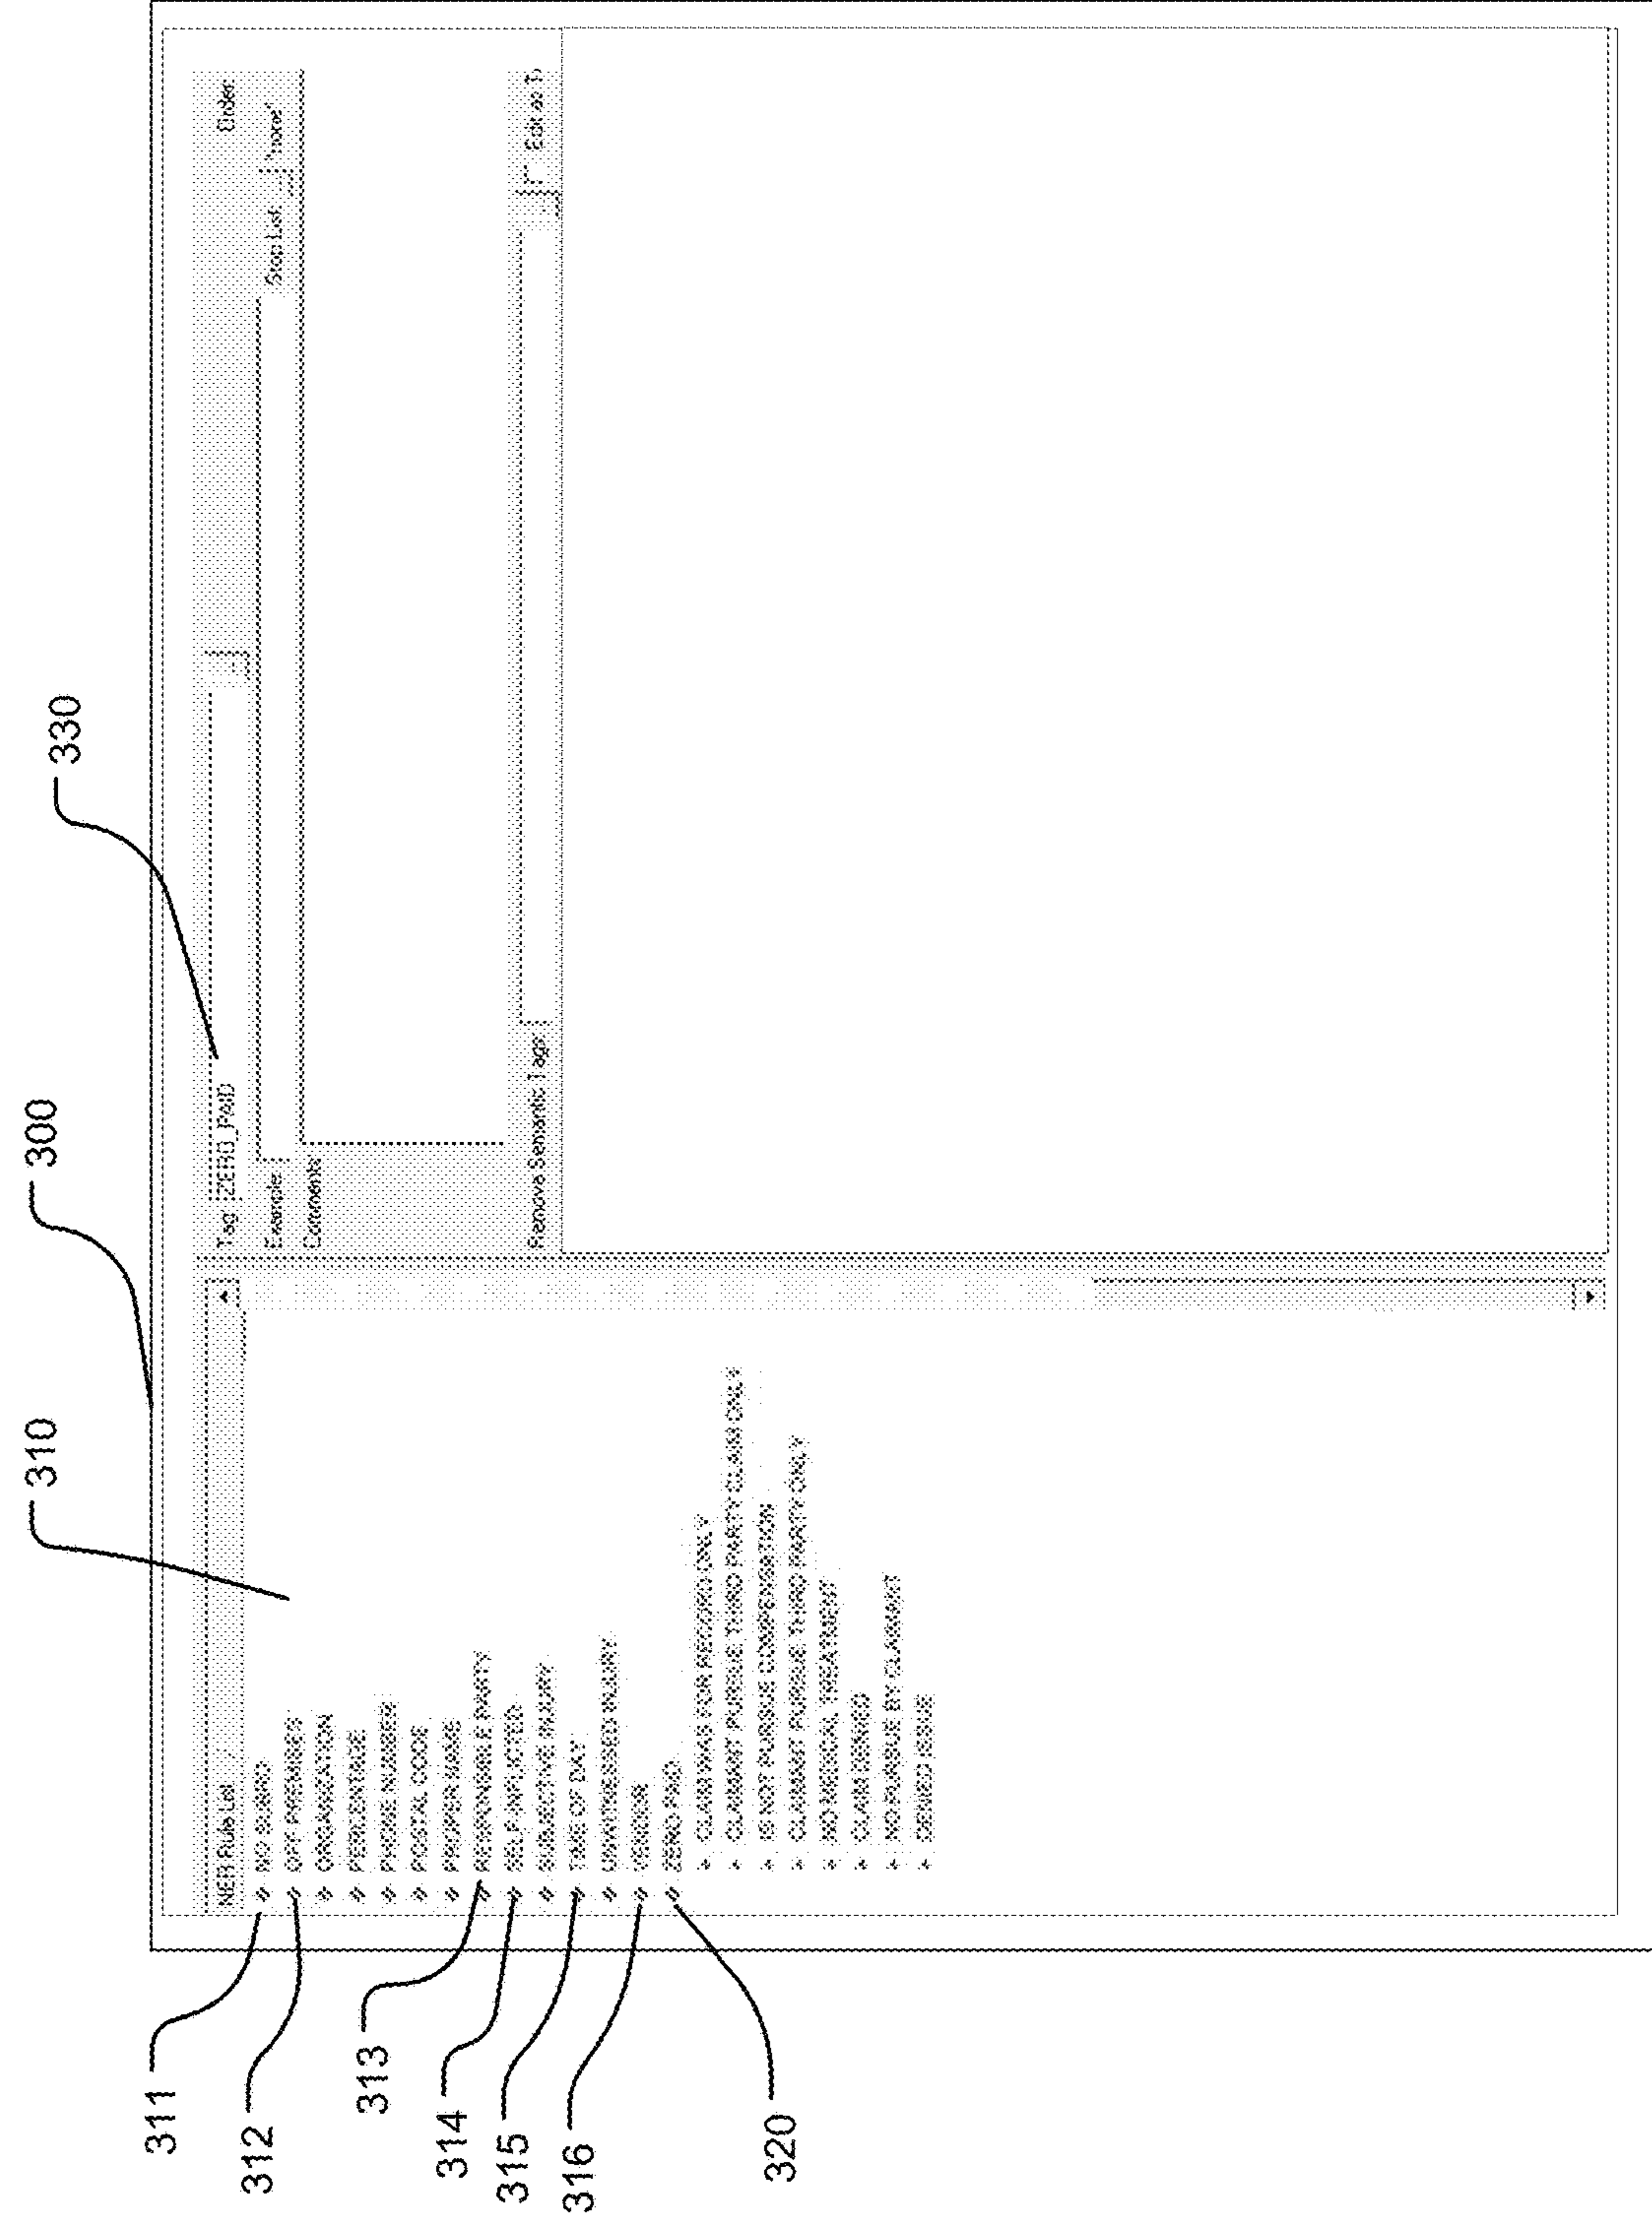 300
310
330
NER Rule List
311
NO SUBRO
312
OFF PREMISES
ORGANIZATION
PERCENTAGE
PHONE NUMBER
POSTAL CODE
PROPER NAME
313
RESPONSIBLE PARTY
314
SELF INFLICTED
SUBJECTIVE INJURY
315
TIME OF DAY
UNWITNESSED INJURY
316
VENDOR
320
ZERO PAID
CLAIM WAS FOR RECORD ONLY
CLAIMANT PURSUE THIRD PARTY CLAIM ONLY
IS NOT PURSUE COMPENSATION
CLAIMANT PURSUE THIRD PARTY ONLY
NO MEDICAL TREATMENT
CLAIM DENIED
NO PURSUE BY CLAIMANT
DENIED ISSUE
Tag: ZERO_PAID ... Order:
Example: Stop List: ... "none"
Comments:
Remove Semantic Tags: ... Edit as T